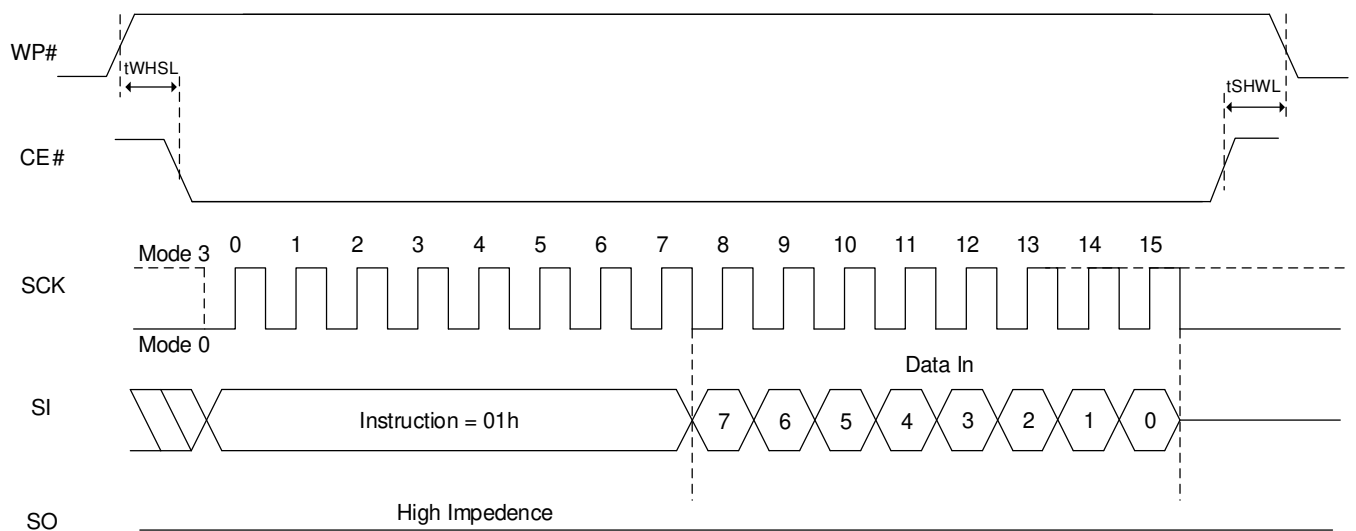 WP#
tWHSL
tSHWL
CE#
Mode 3 0 1 2 3 4 5 6 7 8 9 10 11 12 13 14 15
SCK
Mode 0
Data In
SI Instruction = 01h 7 6 5 4 3 2 1 0
High Impedence
SO